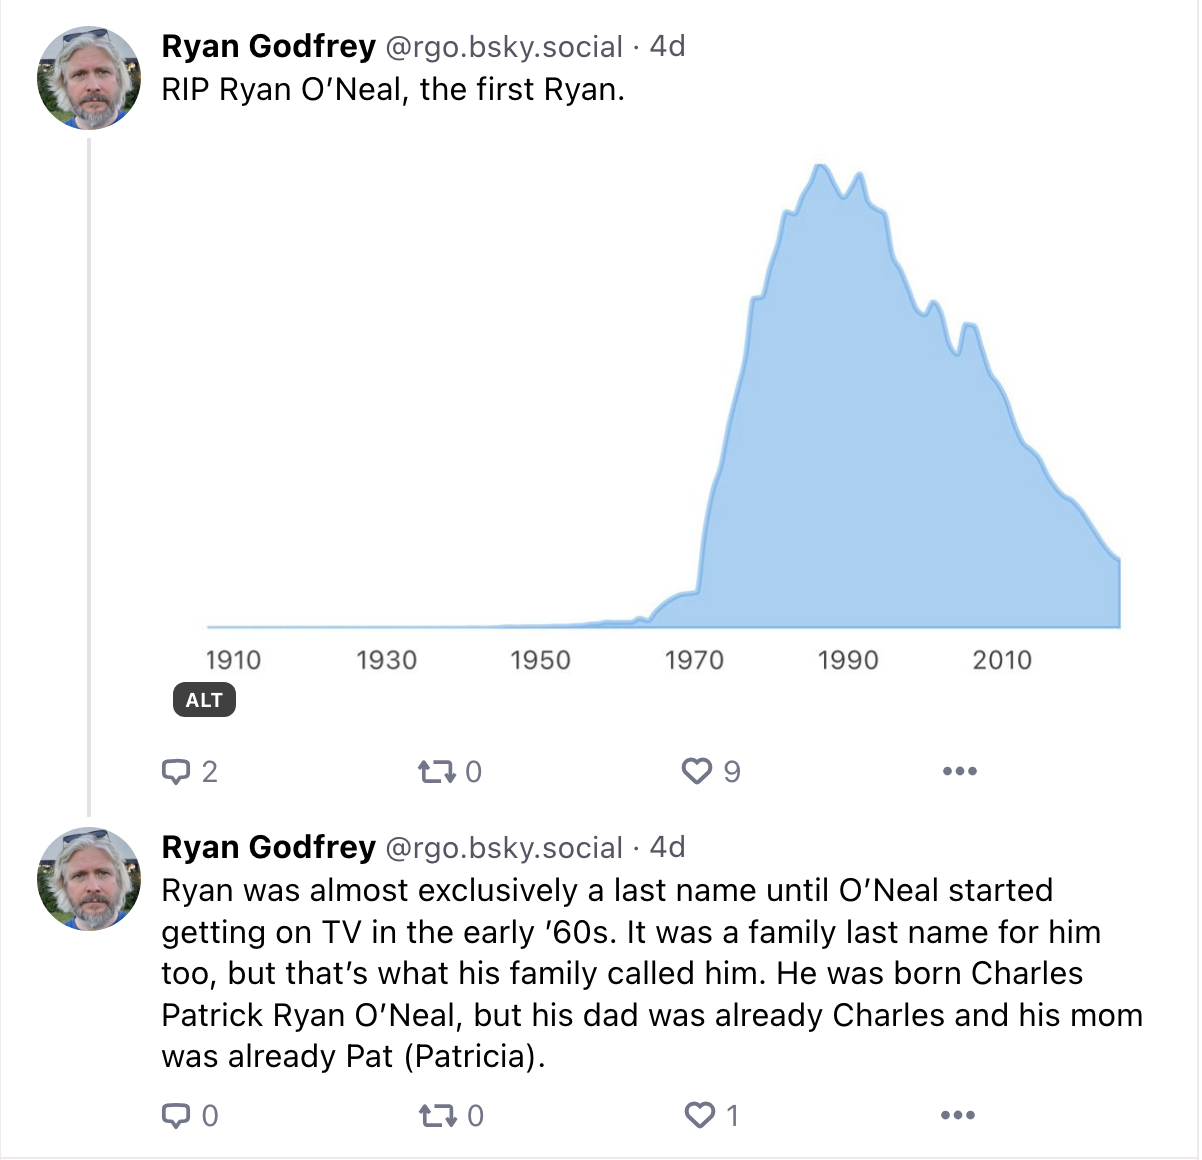 Ryan Godfrey @rgo.bsky.social · 4d
RIP Ryan O’Neal, the first Ryan.
1910 1930 1950 1970 1990 2010
ALT
2 0 9
Ryan Godfrey @rgo.bsky.social · 4d
Ryan was almost exclusively a last name until O’Neal started
getting on TV in the early ’60s. It was a family last name for him
too, but that’s what his family called him. He was born Charles
Patrick Ryan O’Neal, but his dad was already Charles and his mom
was already Pat (Patricia).
0 0 1